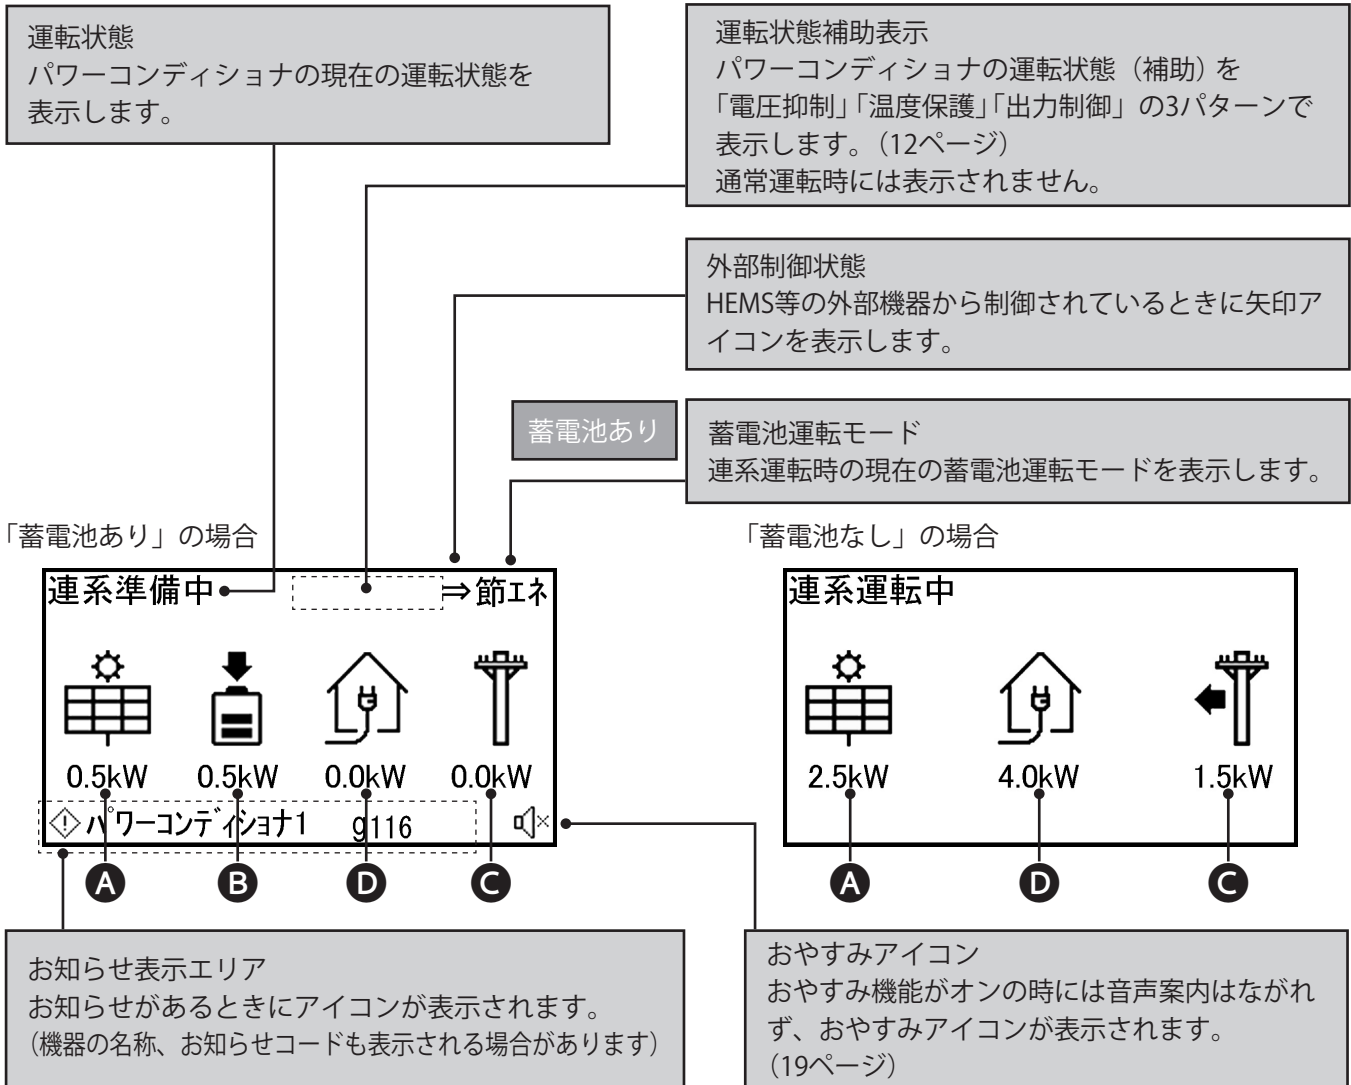 運転状態
パワーコンディショナの現在の運転状態を
表示します。
運転状態補助表示
パワーコンディショナの運転状態（補助）を
「電圧抑制」「温度保護」「出力制御」の3パターンで
表示します。（12ページ）
通常運転時には表示されません。
外部制御状態
HEMS等の外部機器から制御されているときに矢印ア
イコンを表示します。
蓄電池あり
蓄電池運転モード
連系運転時の現在の蓄電池運転モードを表示します。
「蓄電池あり」の場合
連系準備中 ⇒節エネ
0.5kW 0.5kW 0.0kW 0.0kW
パワーコンディショナ1 g116
A B D C
「蓄電池なし」の場合
連系運転中
2.5kW 4.0kW 1.5kW
A D C
お知らせ表示エリア
お知らせがあるときにアイコンが表示されます。
（機器の名称、お知らせコードも表示される場合があります）
おやすみアイコン
おやすみ機能がオンの時には音声案内はながれ
ず、おやすみアイコンが表示されます。
（19ページ）